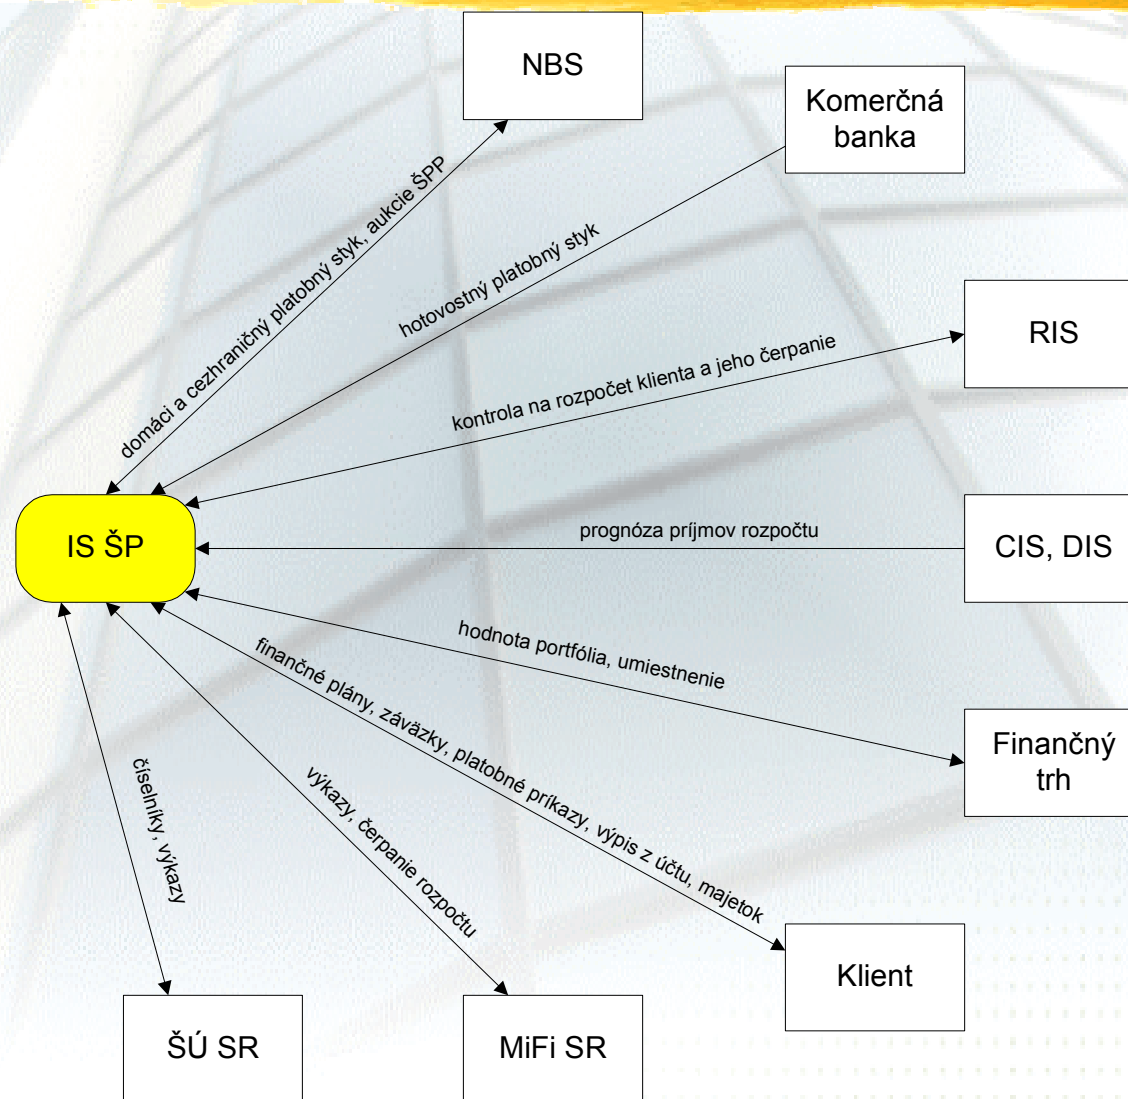 NBS
Komerčná
banka
domáci a cezhraničný platobný styk, aukcie ŠPP
hotovostný platobný styk
RIS
kontrola na rozpočet klienta a jeho čerpanie
IS ŠP
prognóza príjmov rozpočtu
CIS, DIS
hodnota portfólia, umiestnenie
Finančný
trh
finančné plány, záväzky, platobné príkazy, výpis z účtu, majetok
výkazy, čerpanie rozpočtu
číselníky, výkazy
Klient
ŠÚ SR
MiFi SR